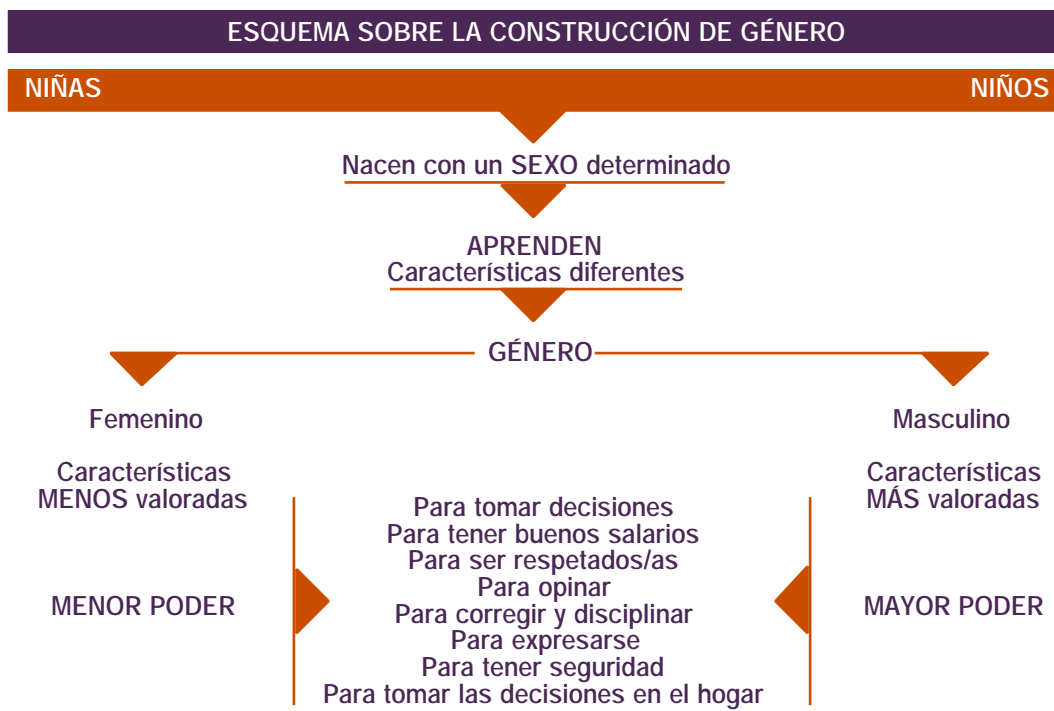 ESQUEMA SOBRE LA CONSTRUCCIÓN DE GÉNERO
NIÑAS
NIÑOS
Nacen con un SEXO determinado
APRENDEN
Características diferentes
GÉNERO
Femenino
Masculino
Características
MENOS valoradas
Características
MÁS valoradas
Para tomar decisiones
Para tener buenos salarios
Para ser respetados/as
Para opinar
Para corregir y disciplinar
Para expresarse
Para tener seguridad
Para tomar las decisiones en el hogar
MENOR PODER
MAYOR PODER